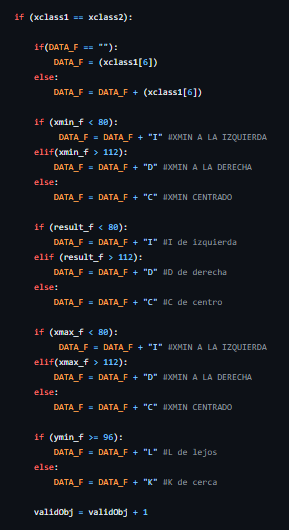 if (xclass1 == xclass2):
if(DATA_F == ""):
DATA_F = (xclass1[6])
else:
DATA_F = DATA_F + (xclass1[6])
if (xmin_f < 80):
DATA_F = DATA_F + "I" #XMIN A LA IZQUIERDA
elif(xmin_f > 112):
DATA_F = DATA_F + "D" #XMIN A LA DERECHA
else:
DATA_F = DATA_F + "C" #XMIN CENTRADO
if (result_f < 80):
DATA_F = DATA_F + "I" #I de izquierda
elif (result_f > 112):
DATA_F = DATA_F + "D" #D de derecha
else:
DATA_F = DATA_F + "C" #C de centro
if (xmax_f < 80):
DATA_F = DATA_F + "I" #XMIN A LA IZQUIERDA
elif(xmax_f > 112):
DATA_F = DATA_F + "D" #XMIN A LA DERECHA
else:
DATA_F = DATA_F + "C" #XMIN CENTRADO
if (ymin_f >= 96):
DATA_F = DATA_F + "L" #L de lejos
else:
DATA_F = DATA_F + "K" #K de cerca
validObj = validObj + 1